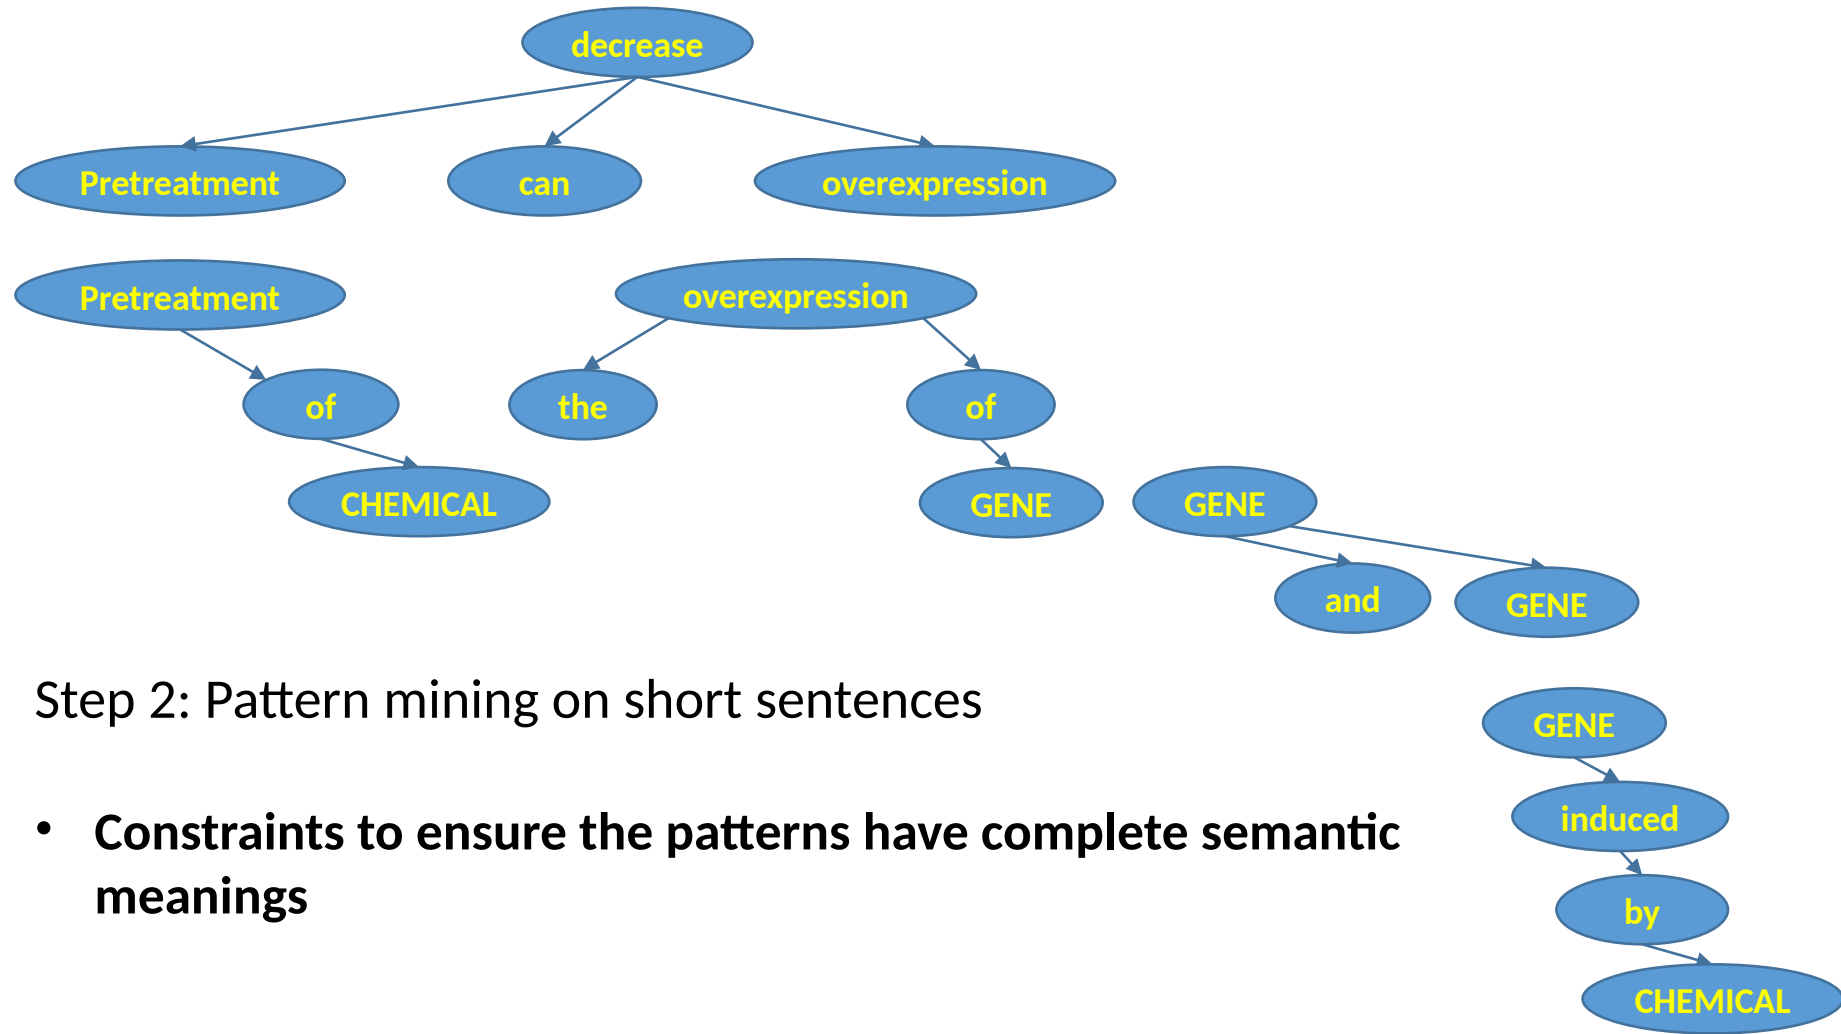 decrease
Pretreatment can overexpression
Pretreatment overexpression
of the of
CHEMICAL GENE GENE
and GENE
Step 2: Pattern mining on short sentences
GENE
induced
• Constraints to ensure the patterns have complete semantic
meanings
by
CHEMICAL